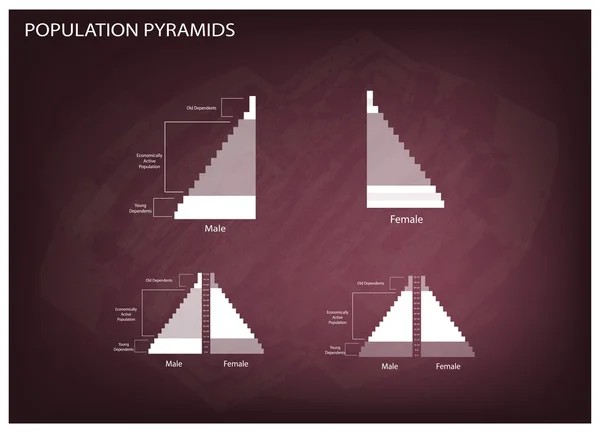 POPULATION PYRAMIDS
Old Dependents
Economically
Active
Population
Young
Dependents
Male
Female
Old Dependents
Economically
Active
Population
Young
Dependents
Male
Female
Old Dependents
Economically
Active
Population
Young
Dependents
Male
Female